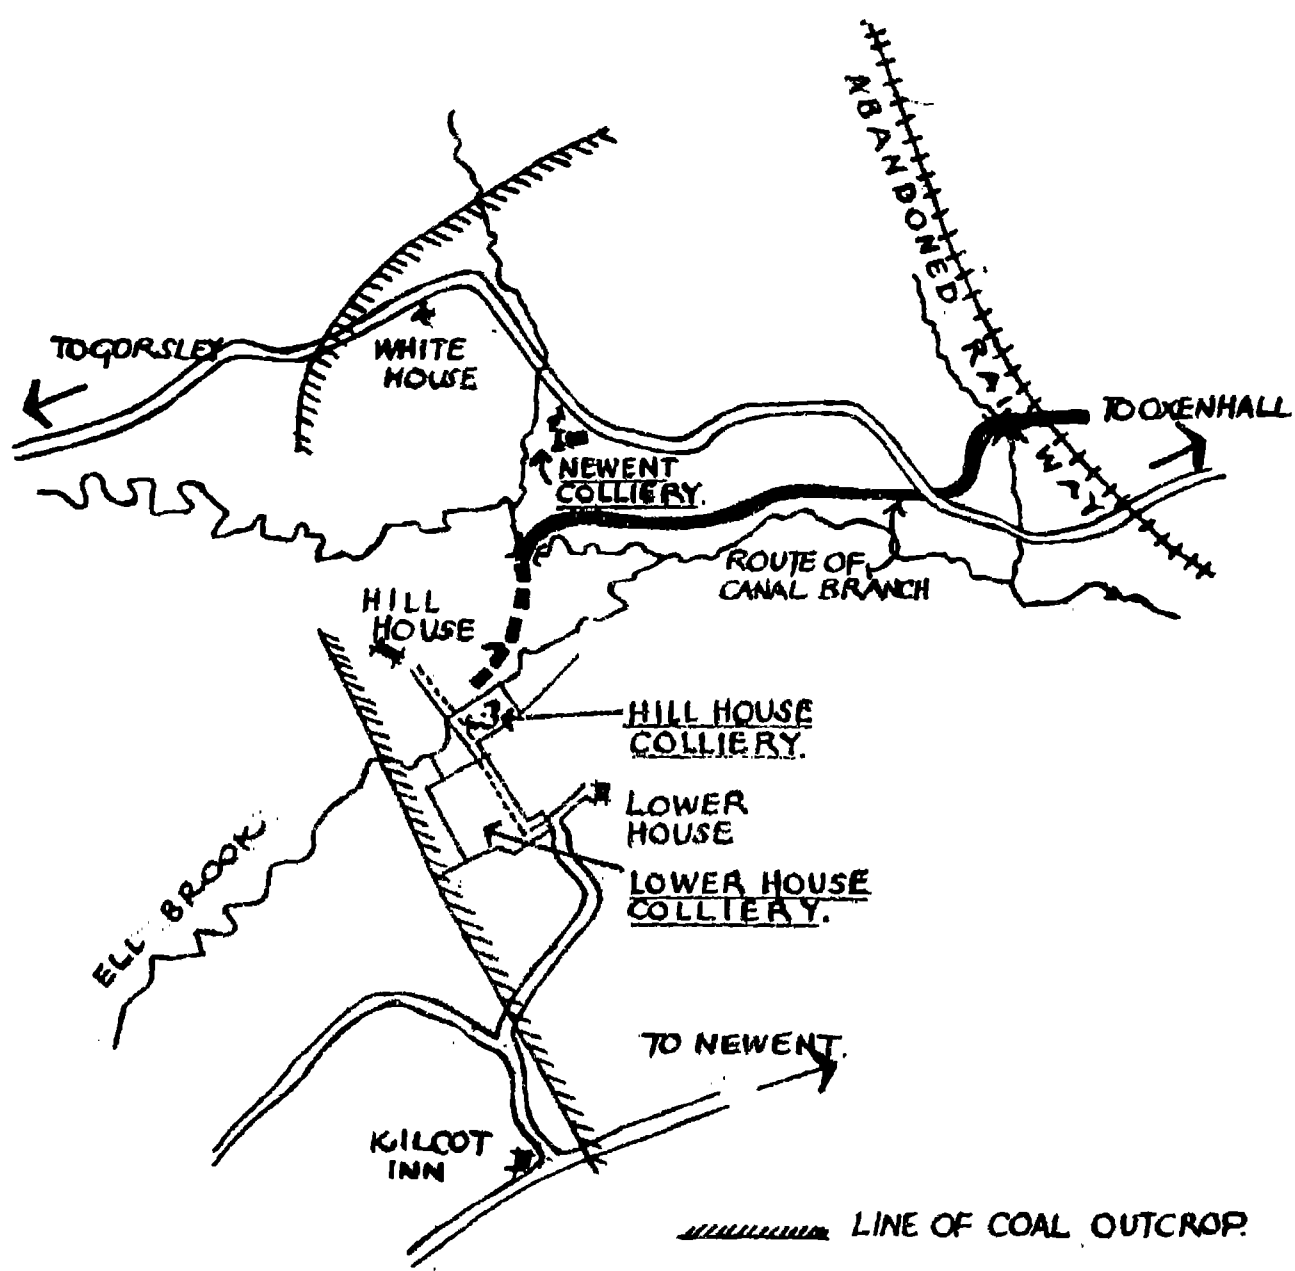 ABANDONED RAILWAY
TO GORSLEY
WHITE
HOUSE
TO OXENHALL
NEWENT
COLLIERY.
ROUTE OF
CANAL BRANCH
HILL
HOUSE
HILL HOUSE
COLLIERY.
LOWER
HOUSE
LOWER HOUSE
COLLIERY.
ELL BROOK
TO NEWENT.
KILCOT
INN
LINE OF COAL OUTCROP.